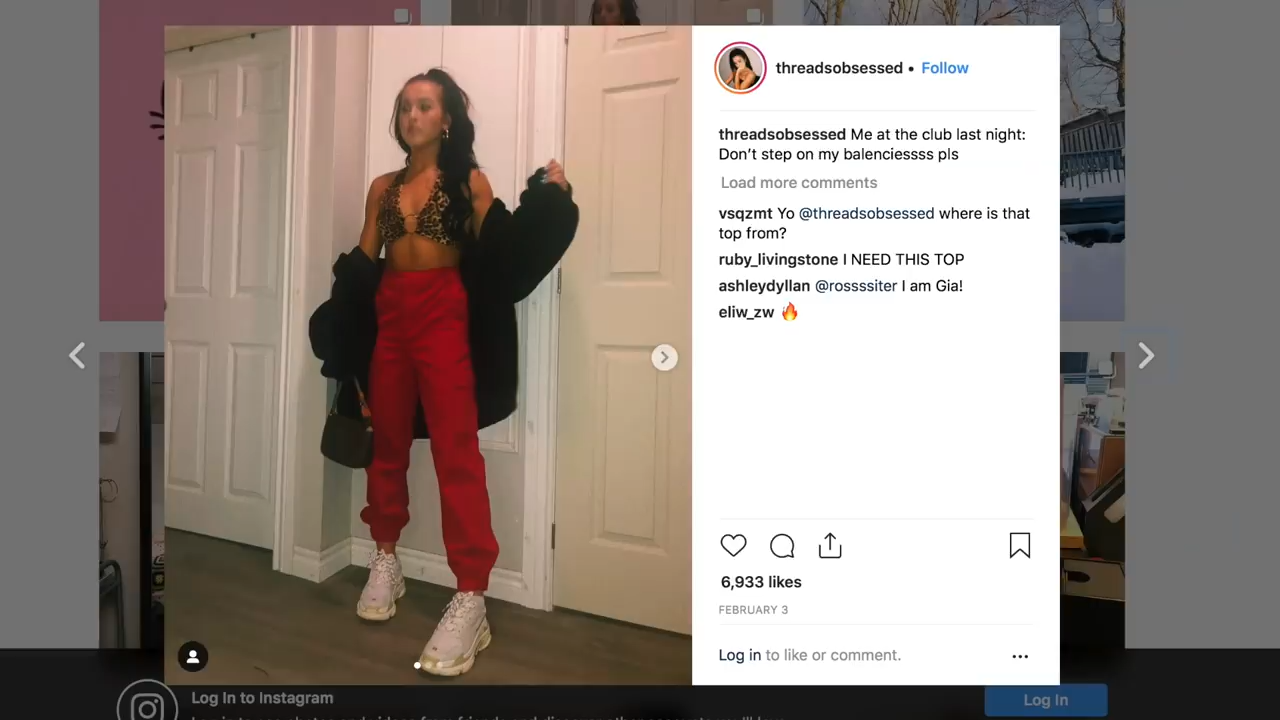 threadsobsessed • Follow
threadsobsessed Me at the club last night:
Don't step on my balenciessss pls
Load more comments
vsqzmt Yo @threadsobsessed where is that
top from?
ruby_livingstone I NEED THIS TOP
ashleydyllan @rossssiter I am Gia!
eliw_zw 🔥
6,933 likes
FEBRUARY 3
Log in to like or comment.
Log In to Instagram
Log In